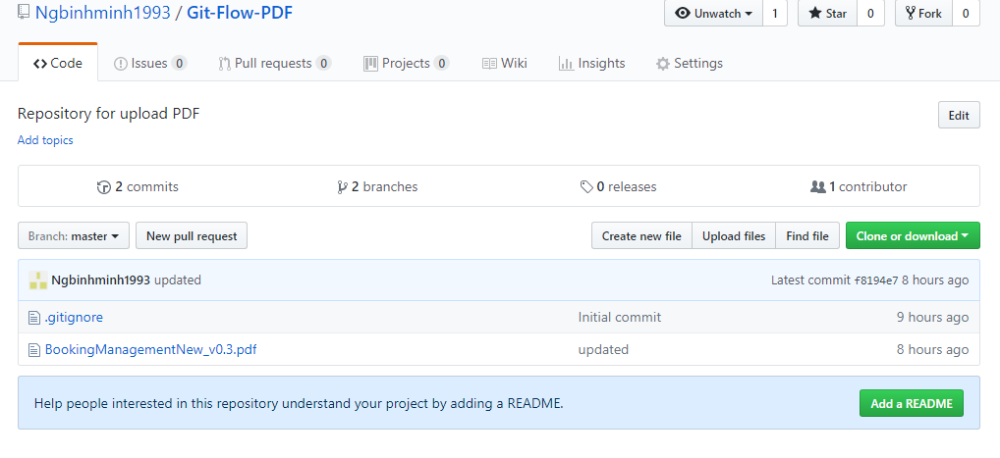 Ngbinhminh1993 / Git-Flow-PDF Unwatch 1 Star 0 Fork 0
Code Issues 0 Pull requests 0 Projects 0 Wiki Insights Settings
Repository for upload PDF Edit
Add topics
2 commits 2 branches 0 releases 1 contributor
Branch: master New pull request Create new file Upload files Find file Clone or download
Ngbinhminh1993 updated Latest commit f8194e7 8 hours ago
.gitignore Initial commit 9 hours ago
BookingManagementNew_v0.3.pdf updated 8 hours ago
Help people interested in this repository understand your project by adding a README. Add a README